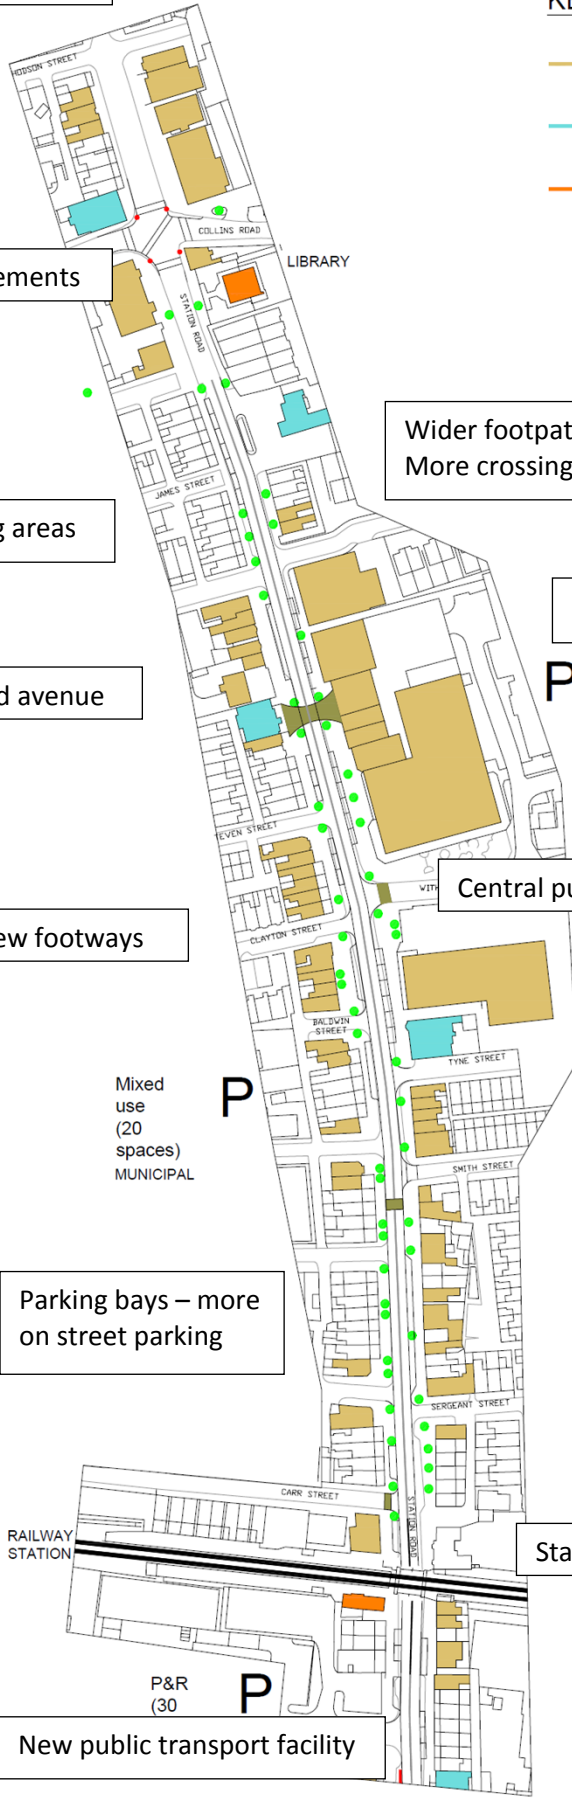 HODSON STREET
COLLINS ROAD
LIBRARY
ements
STATION ROAD
Wider footpat
More crossing
JAMES STREET
g areas
P
d avenue
EVEN STREET
WITH
Central pu
CLAYTON STREET
ew footways
BALDWIN
STREET
TYNE STREET
Mixed
use
(20
spaces)
MUNICIPAL
P
SMITH STREET
Parking bays – more
on street parking
SERGEANT STREET
CARR STREET
STATION ROAD
RAILWAY
STATION
Sta
P&R
(30
P
New public transport facility